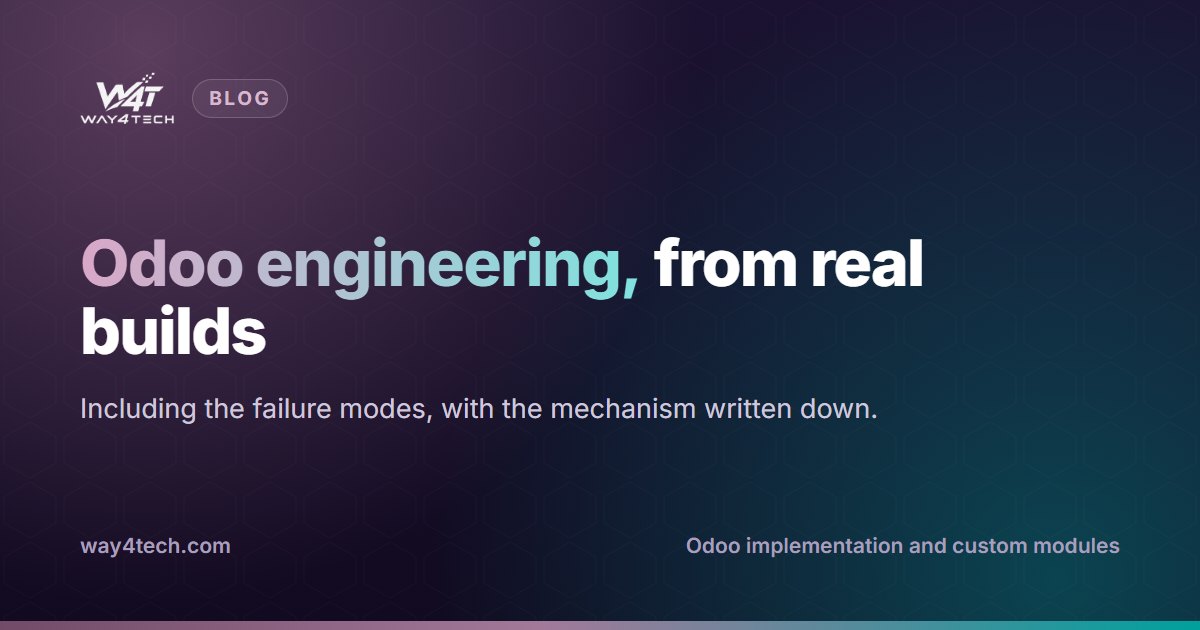 W4T
WAY4TECH
BLOG
Odoo engineering, from real
builds
Including the failure modes, with the mechanism written down.
way4tech.com
Odoo implementation and custom modules